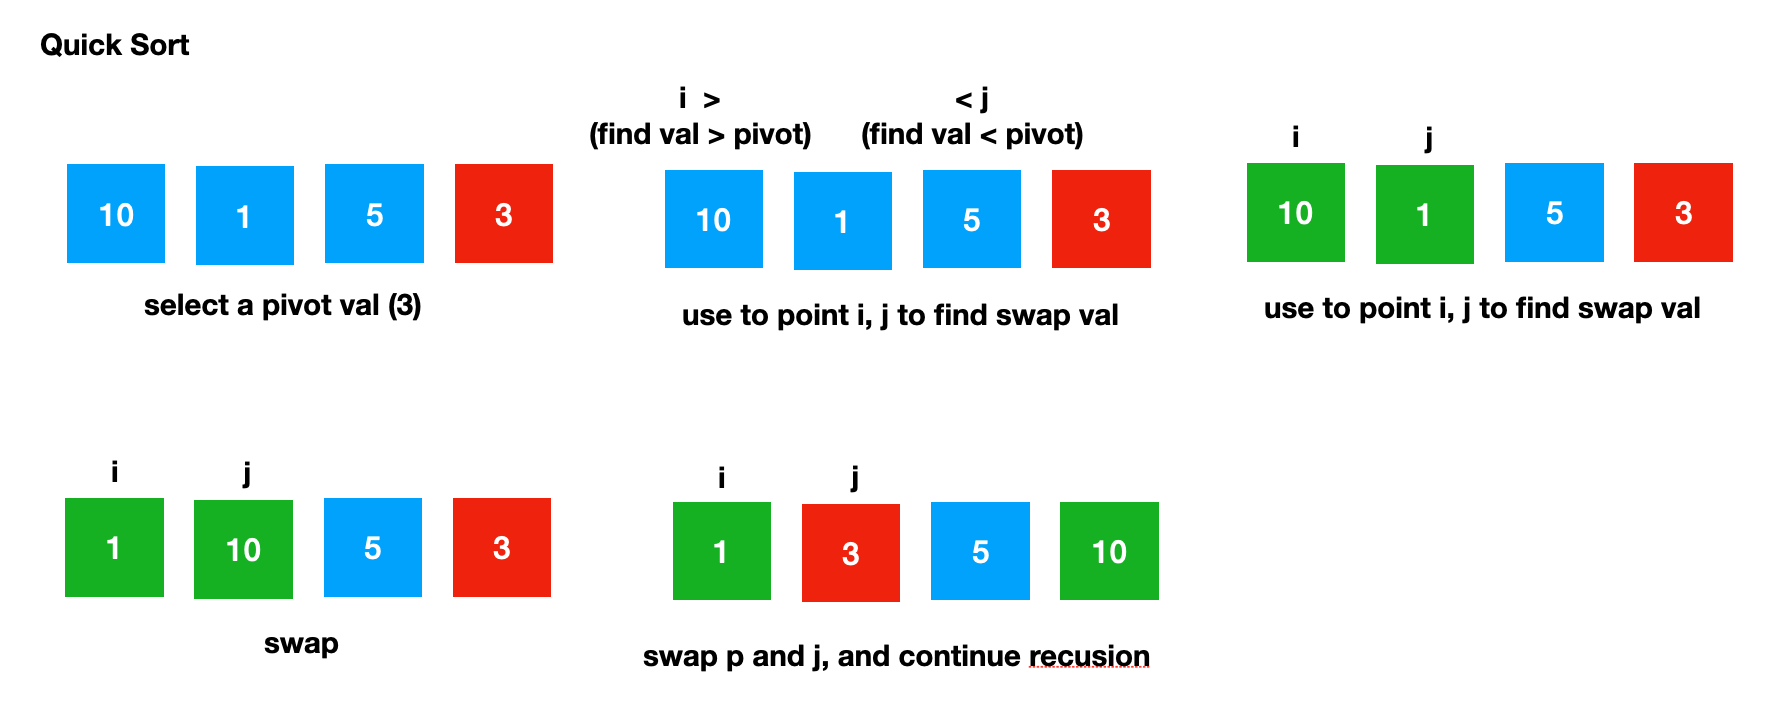 Quick Sort
10 1 5 3
select a pivot val (3)
i > < j
(find val > pivot) (find val < pivot)
10 1 5 3
use to point i, j to find swap val
i j
10 1 5 3
use to point i, j to find swap val
i j
1 10 5 3
swap
i j
1 3 5 10
swap p and j, and continue recusion